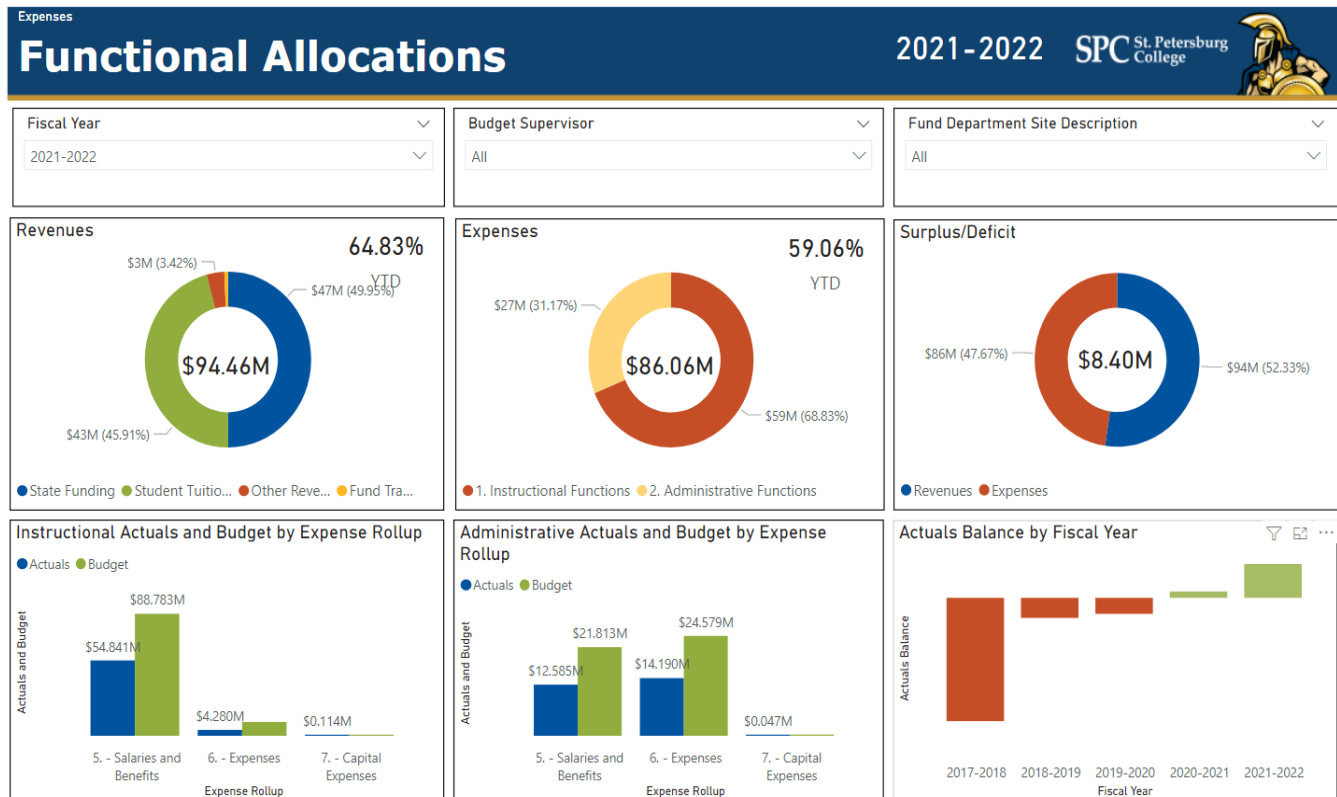 Expenses
Functional Allocations
2021-2022
SPC St. Petersburg
College
Fiscal Year
2021-2022
Budget Supervisor
All
Fund Department Site Description
All
Revenues
64.83%
YTD
$3M (3.42%)
$47M (49.95%)
$94.46M
$43M (45.91%)
State Funding
Student Tuitio...
Other Reve...
Fund Tra...
Expenses
59.06%
YTD
$27M (31.17%)
$86.06M
$59M (68.83%)
1. Instructional Functions
2. Administrative Functions
Surplus/Deficit
$86M (47.67%)
$8.40M
$94M (52.33%)
Revenues
Expenses
Instructional Actuals and Budget by Expense Rollup
Actuals
Budget
Actuals and Budget
$88.783M
$54.841M
$4.280M
$0.114M
5. - Salaries and
Benefits
6. - Expenses
7. - Capital
Expenses
Expense Rollup
Administrative Actuals and Budget by Expense
Rollup
Actuals
Budget
Actuals and Budget
$12.585M
$21.813M
$14.190M
$24.579M
$0.047M
5. - Salaries and
Benefits
6. - Expenses
7. - Capital
Expenses
Expense Rollup
Actuals Balance by Fiscal Year
Actuals Balance
2017-2018
2018-2019
2019-2020
2020-2021
2021-2022
Fiscal Year